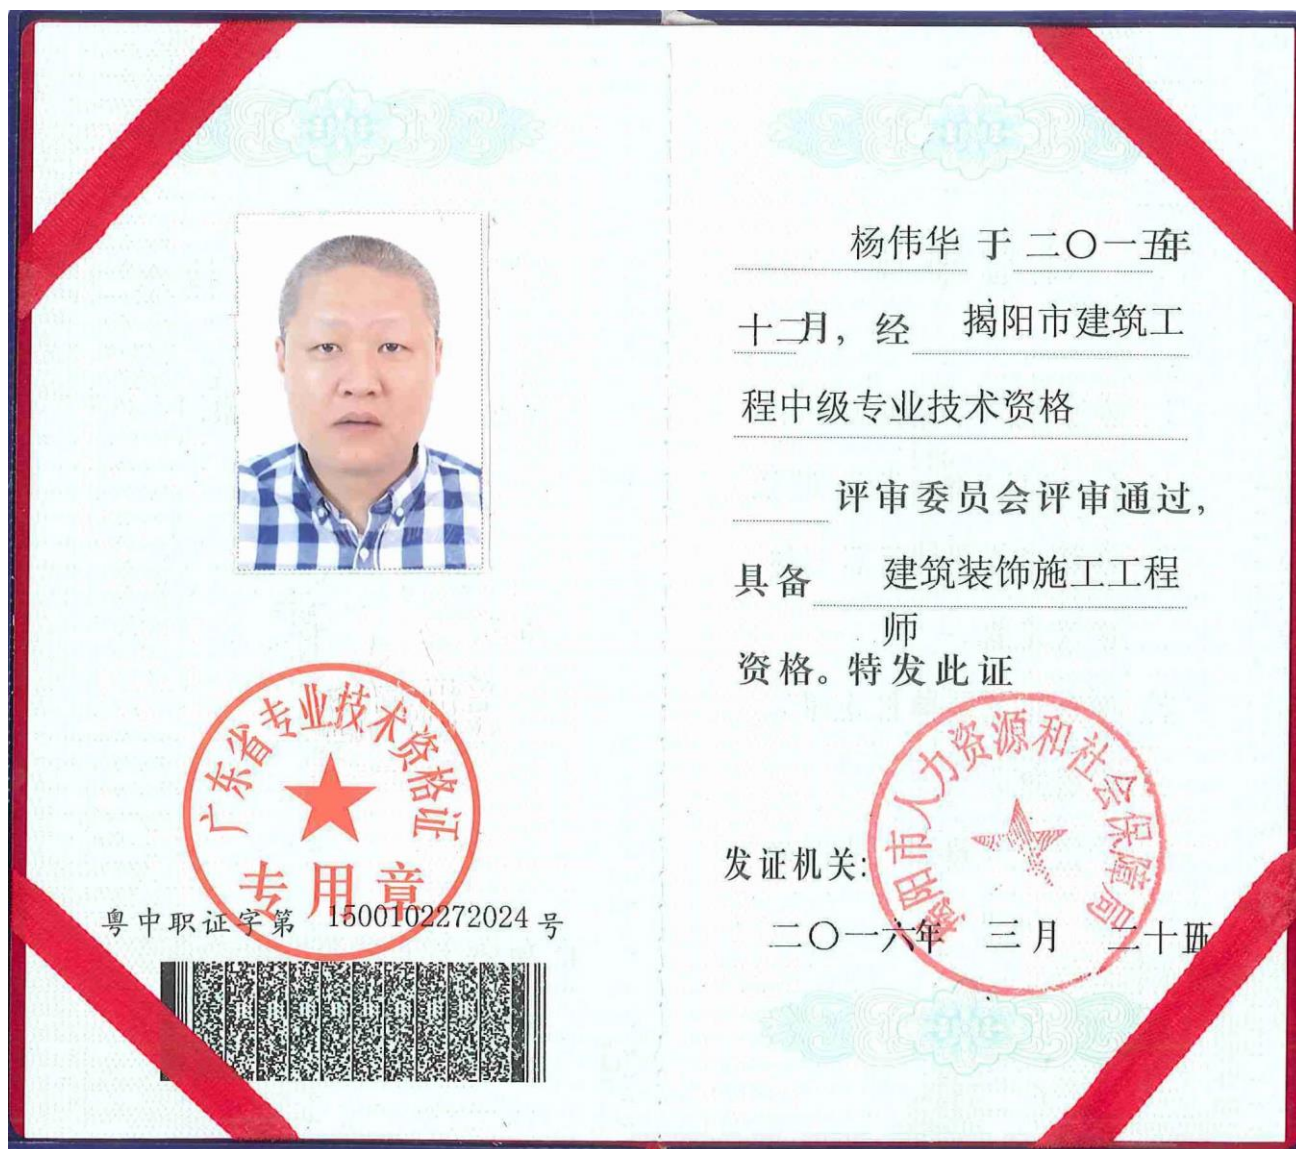 广东省专业技术资格证
专用章
粤中职证字第 1500102272024 号
杨伟华 于 二〇一五年
十二月，经 揭阳市建筑工
程中级专业技术资格
评审委员会评审通过，
具备 建筑装饰施工工程
师
资格。特发此证
揭阳市人力资源和社会保障局
发证机关：
二〇一六年 三月 二十五